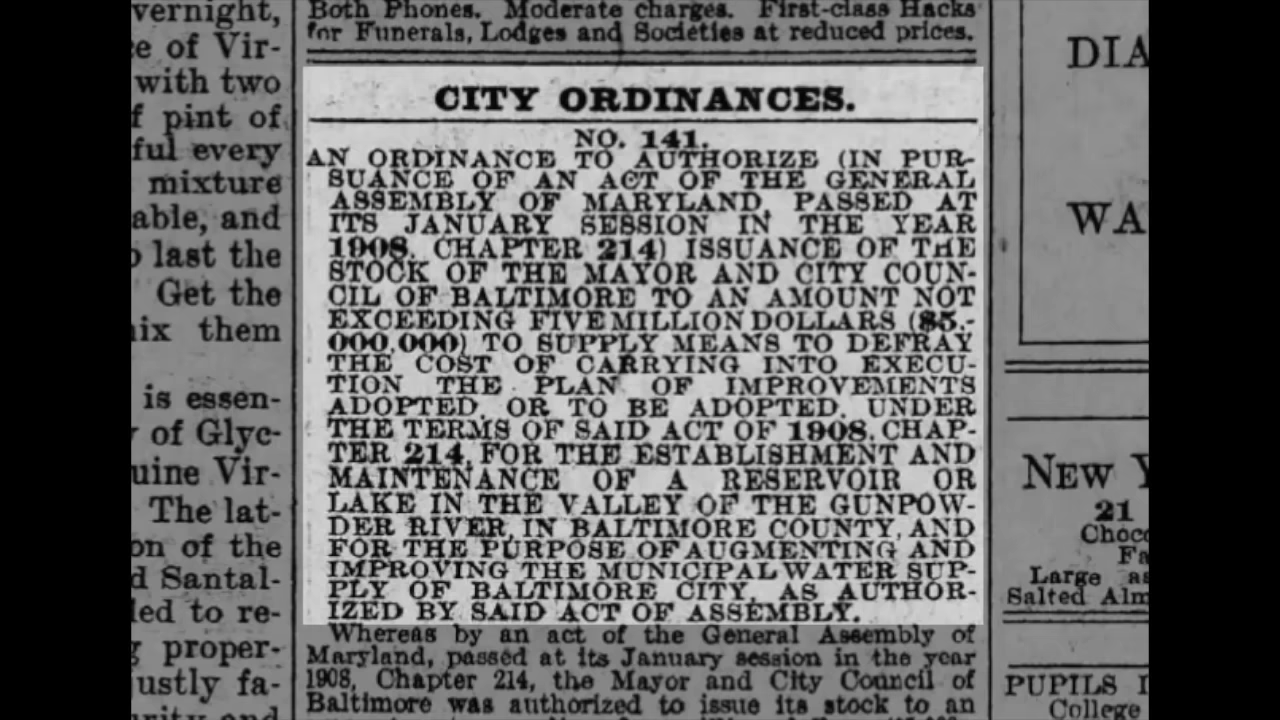 vernight,
e of Vir-
with two
f pint of
ful every
mixture
able, and
last the
Get the
ix them
is essen-
of Glyc-
uine Vir-
The lat-
on of the
d Santal-
led to re-
proper-
ustly fa-
urity and
Both Phones. Moderate charges. First-class Hacks
for Funerals, Lodges and Societies at reduced prices.
CITY ORDINANCES.
NO. 141.
AN ORDINANCE TO AUTHORIZE (IN PUR-
SUANCE OF AN ACT OF THE GENERAL
ASSEMBLY OF MARYLAND, PASSED AT
ITS JANUARY SESSION IN THE YEAR
1908, CHAPTER 214) ISSUANCE OF THE
STOCK OF THE MAYOR AND CITY COUN-
CIL OF BALTIMORE TO AN AMOUNT NOT
EXCEEDING FIVE MILLION DOLLARS ($5,-
000,000) TO SUPPLY MEANS TO DEFRAY
THE COST OF CARRYING INTO EXECU-
TION THE PLAN OF IMPROVEMENTS
ADOPTED, OR TO BE ADOPTED, UNDER
THE TERMS OF SAID ACT OF 1908, CHAP-
TER 214, FOR THE ESTABLISHMENT AND
MAINTENANCE OF A RESERVOIR OR
LAKE IN THE VALLEY OF THE GUNPOW-
DER RIVER, IN BALTIMORE COUNTY, AND
FOR THE PURPOSE OF AUGMENTING AND
IMPROVING THE MUNICIPAL WATER SUP-
PLY OF BALTIMORE CITY, AS AUTHOR-
IZED BY SAID ACT OF ASSEMBLY.
Whereas by an act of the General Assembly of
Maryland, passed at its January session in the year
1908, Chapter 214, the Mayor and City Council of
Baltimore was authorized to issue its stock to an
DIA
WA
NEW Y
21
Choc
Fa
Large as
Salted Alm
PUPILS
College